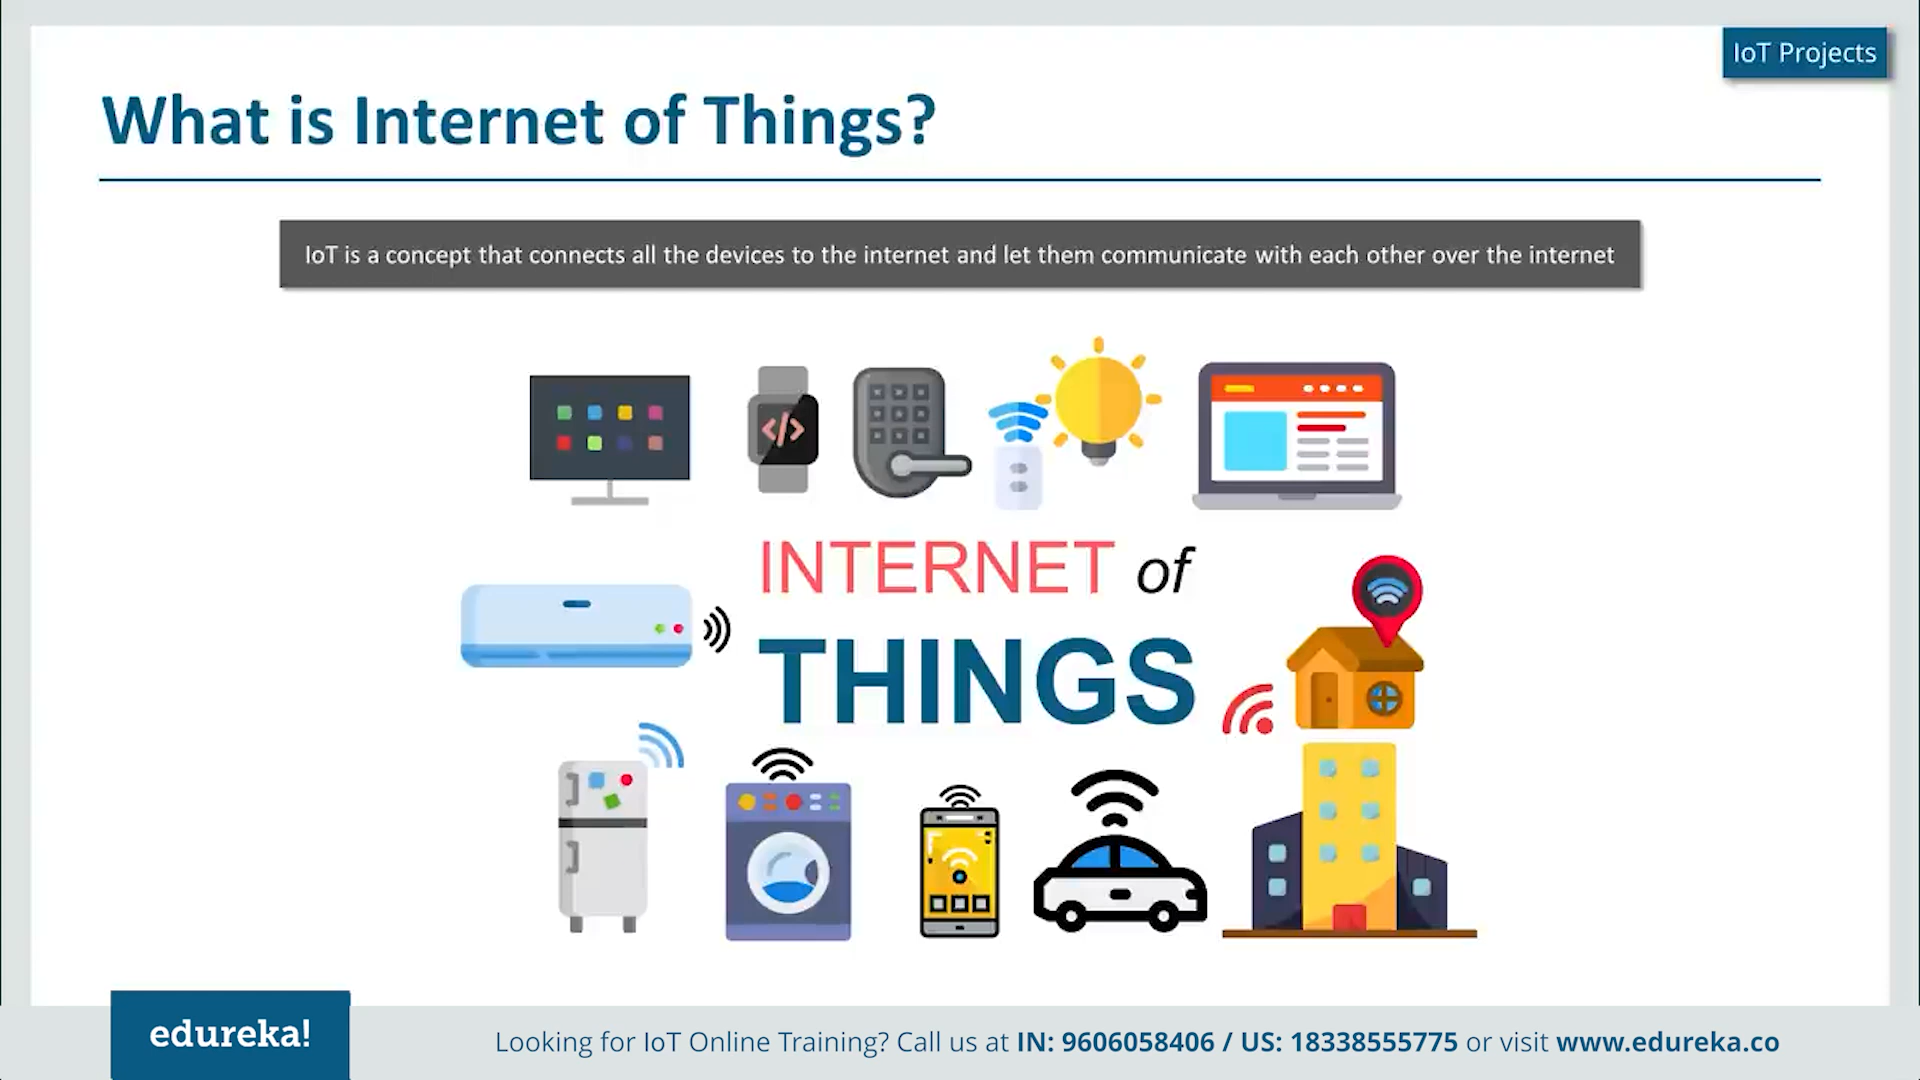 IoT Projects
What is Internet of Things?
IoT is a concept that connects all the devices to the internet and let them communicate with each other over the internet
</>
INTERNET of
THINGS
edureka!
Looking for IoT Online Training? Call us at IN: 9606058406 / US: 18338555775 or visit www.edureka.co